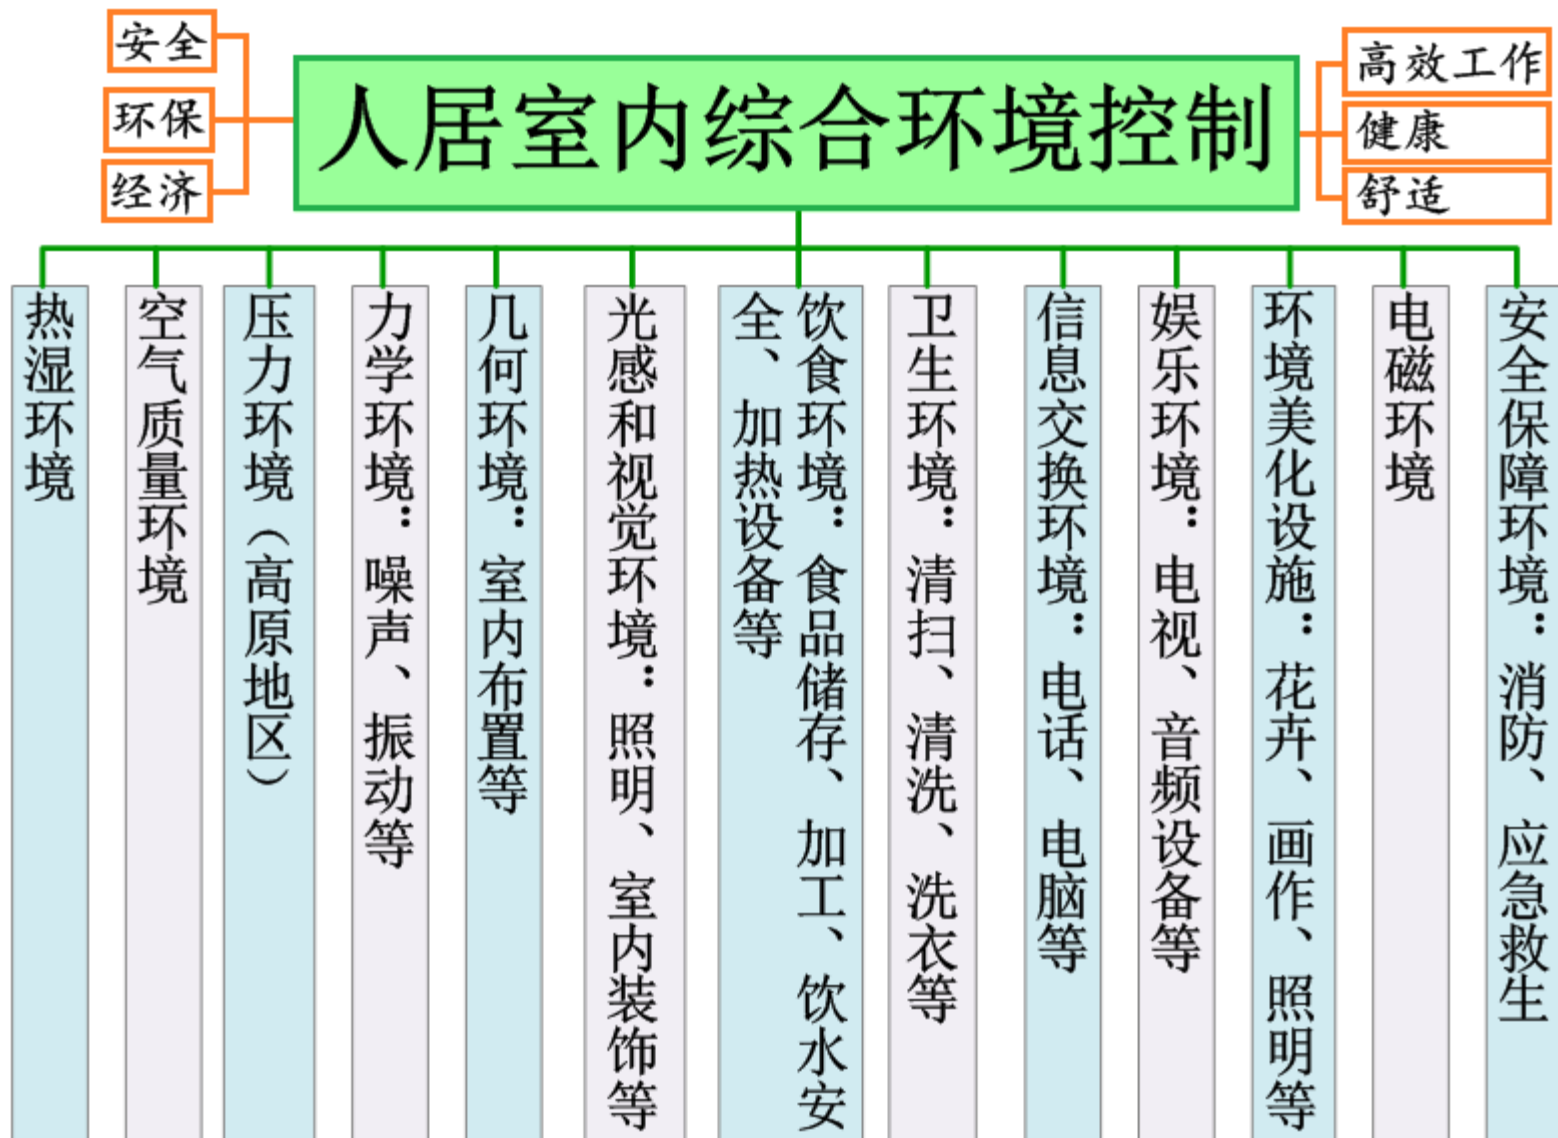 安全
环保
经济
人居室内综合环境控制
高效工作
健康
舒适
热湿环境
空气质量环境
压力环境（高原地区）
力学环境：噪声、振动等
几何环境：室内布置等
光感和视觉环境：照明、室内装饰等
饮食环境：食品储存、加工、饮水安
全、加热设备等
卫生环境：清扫、清洗、洗衣等
信息交换环境：电话、电脑等
娱乐环境：电视、音频设备等
环境美化设施：花卉、画作、照明等
电磁环境
安全保障环境：消防、应急救生